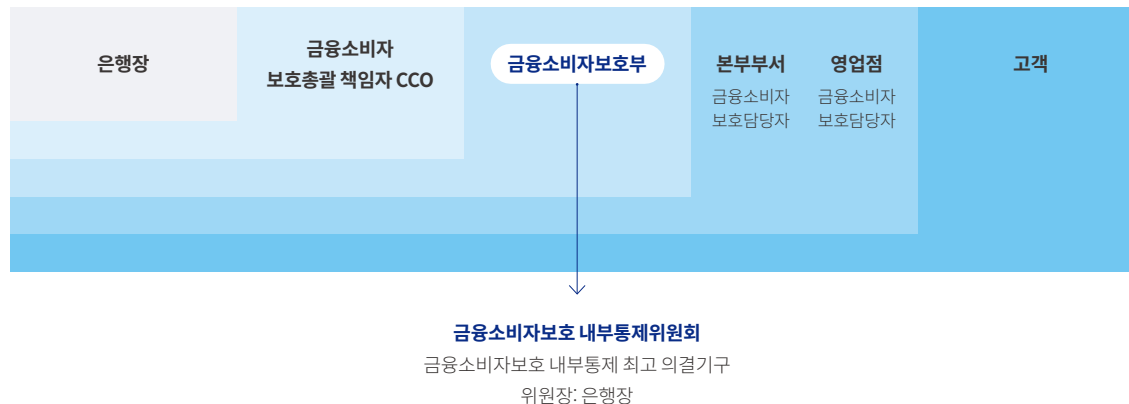 은행장
금융소비자
보호총괄 책임자 CCO
금융소비자보호부
본부부서
금융소비자
보호담당자
영업점
금융소비자
보호담당자
고객
금융소비자보호 내부통제위원회
금융소비자보호 내부통제 최고 의결기구
위원장: 은행장